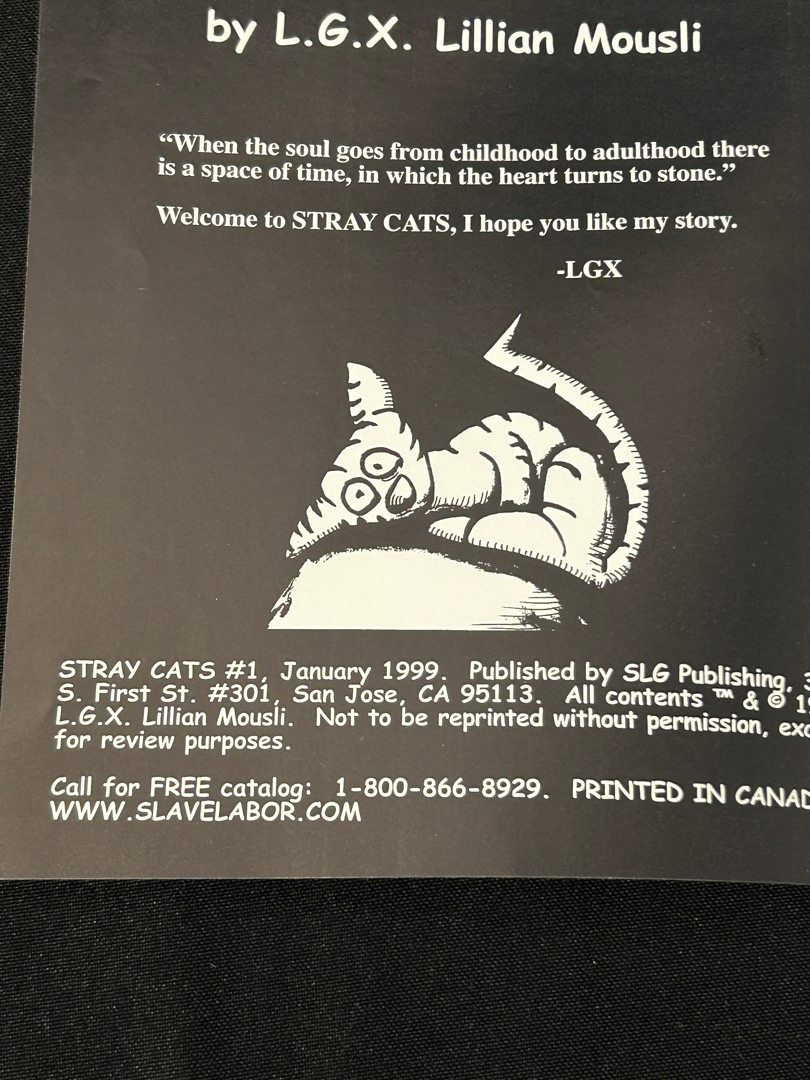 by L.G.X. Lillian Mousli
“When the soul goes from childhood to adulthood there
is a space of time, in which the heart turns to stone.”
Welcome to STRAY CATS, I hope you like my story.
-LGX
STRAY CATS #1, January 1999.  Published by SLG Publishing,
S. First St. #301, San Jose, CA 95113.  All contents ™ & ©
L.G.X. Lillian Mousli.  Not to be reprinted without permission,
for review purposes.
Call for FREE catalog:  1-800-866-8929.  PRINTED IN
WWW.SLAVELABOR.COM